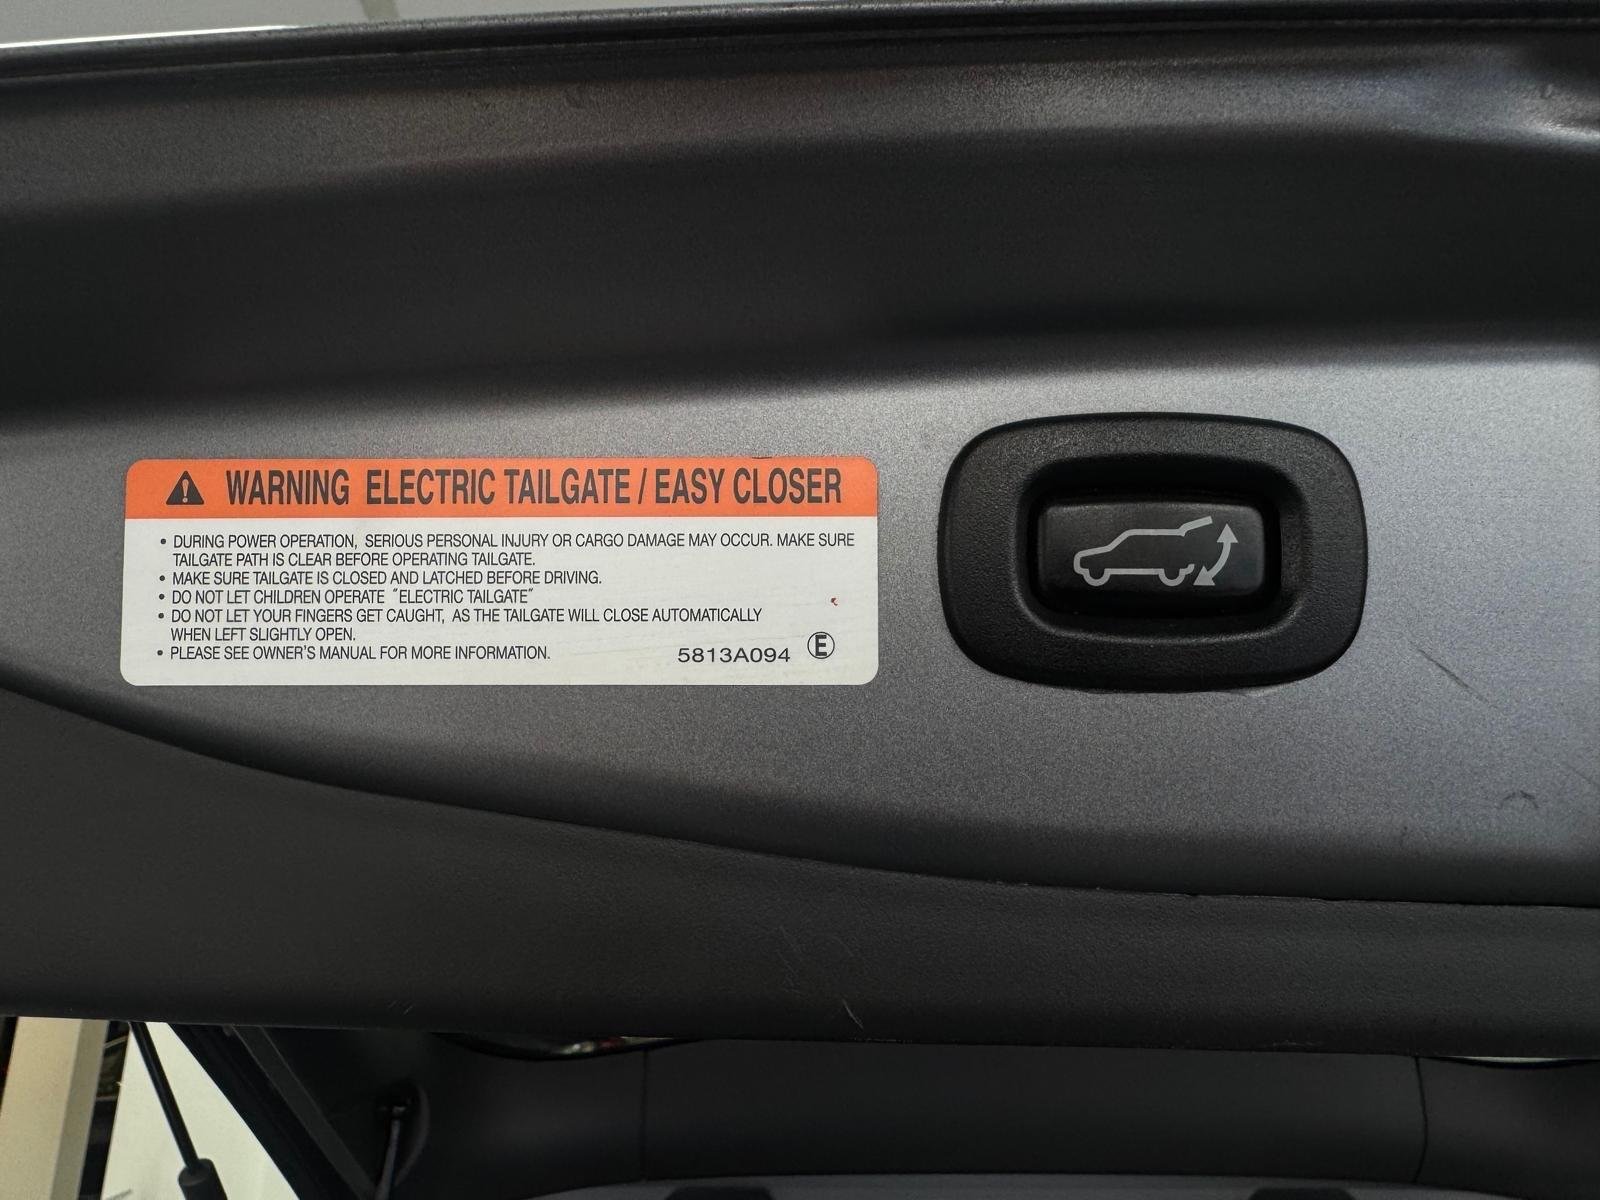 WARNING ELECTRIC TAILGATE / EASY CLOSER
• DURING POWER OPERATION, SERIOUS PERSONAL INJURY OR CARGO DAMAGE MAY OCCUR. MAKE SURE
TAILGATE PATH IS CLEAR BEFORE OPERATING TAILGATE.
• MAKE SURE TAILGATE IS CLOSED AND LATCHED BEFORE DRIVING.
• DO NOT LET CHILDREN OPERATE "ELECTRIC TAILGATE"
• DO NOT LET YOUR FINGERS GET CAUGHT, AS THE TAILGATE WILL CLOSE AUTOMATICALLY
WHEN LEFT SLIGHTLY OPEN.
• PLEASE SEE OWNER'S MANUAL FOR MORE INFORMATION.
5813A094 Ⓔ